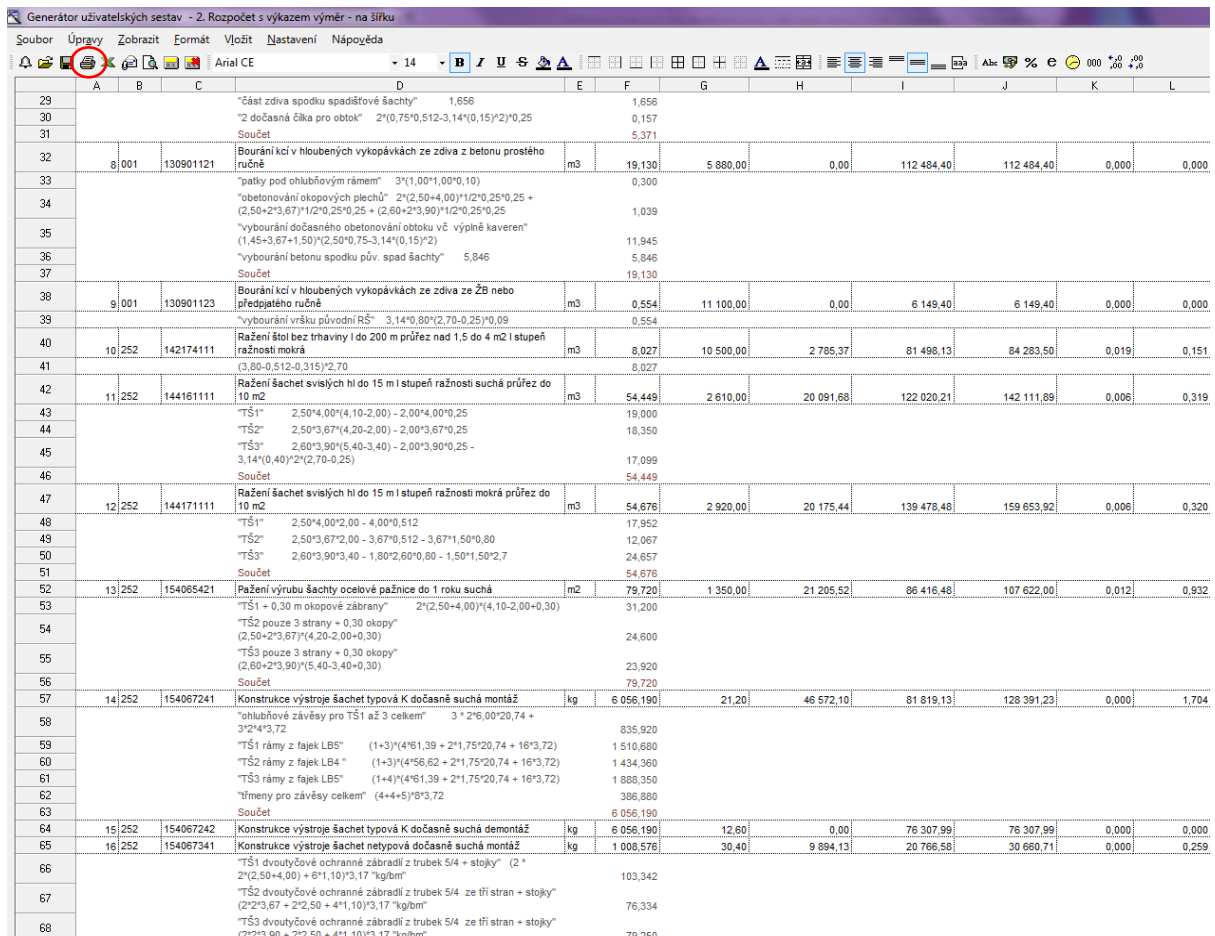 Generátor uživatelských sestav - 2. Rozpočet s výkazem výměr - na šířku
Soubor Úpravy Zobrazit Formát Vložit Nastavení Nápověda
Arial CE 14 B I U S A A Abc % e 000
A B C D E F G H I J K L
29 "část zdiva spodku spadišťové šachty" 1,656 1,656
30 "2 dočasná čílka pro obtok" 2*(0,75*0,512-3,14*(0,15)^2)*0,25 0,157
31 Součet 5,371
32 8 001 130901121 Bourání kcí v hloubených vykopávkách ze zdiva z betonu prostého
ručně m3 19,130 5 880,00 0,00 112 484,40 112 484,40 0,000 0,000
33 "patky pod ohlubňovým rámem" 3*(1,00*1,00*0,10) 0,300
34 "obetonování okopových plechů" 2*(2,50+4,00)*1/2*0,25*0,25 +
(2,50+2*3,67)*1/2*0,25*0,25 + (2,60+2*3,90)*1/2*0,25*0,25 1,039
35 "vybourání dočasného obetonování obtoku vč výplně kaveren"
(1,45+3,67+1,50)*(2,50*0,75-3,14*(0,15)^2) 11,945
36 "vybourání betonu spodku pův. spad šachty" 5,846 5,846
37 Součet 19,130
38 9 001 130901123 Bourání kcí v hloubených vykopávkách ze zdiva ze ŽB nebo
předpjatého ručně m3 0,554 11 100,00 0,00 6 149,40 6 149,40 0,000 0,000
39 "vybourání vršku původní RŠ" 3,14*0,80*(2,70-0,25)*0,09 0,554
40 10 252 142174111 Ražení štol bez trhaviny l do 200 m průřez nad 1,5 do 4 m2 I stupeň
ražnosti mokrá m3 8,027 10 500,00 2 785,37 81 498,13 84 283,50 0,019 0,151
41 (3,80-0,512-0,315)*2,70 8,027
42 11 252 144161111 Ražení šachet svislých hl do 15 m I stupeň ražnosti suchá průřez do
10 m2 m3 54,449 2 610,00 20 091,68 122 020,21 142 111,89 0,006 0,319
43 "TŠ1" 2,50*4,00*(4,10-2,00) - 2,00*4,00*0,25 19,000
44 "TŠ2" 2,50*3,67*(4,20-2,00) - 2,00*3,67*0,25 18,350
45 "TŠ3" 2,60*3,90*(5,40-3,40) - 2,00*3,90*0,25 -
3,14*(0,40)^2*(2,70-0,25) 17,099
46 Součet 54,449
47 12 252 144171111 Ražení šachet svislých hl do 15 m I stupeň ražnosti mokrá průřez do
10 m2 m3 54,676 2 920,00 20 175,44 139 478,48 159 653,92 0,006 0,320
48 "TŠ1" 2,50*4,00*2,00 - 4,00*0,512 17,952
49 "TŠ2" 2,50*3,67*2,00 - 3,67*0,512 - 3,67*1,50*0,80 12,067
50 "TŠ3" 2,60*3,90*3,40 - 1,80*2,60*0,80 - 1,50*1,50*2,7 24,657
51 Součet 54,676
52 13 252 154065421 Pažení výrubu šachty ocelové pažnice do 1 roku suchá m2 79,720 1 350,00 21 205,52 86 416,48 107 622,00 0,012 0,932
53 "TŠ1 + 0,30 m okopové zábrany" 2*(2,50+4,00)*(4,10-2,00+0,30) 31,200
54 "TŠ2 pouze 3 strany + 0,30 okopy"
(2,50+2*3,67)*(4,20-2,00+0,30) 24,600
55 "TŠ3 pouze 3 strany + 0,30 okopy"
(2,60+2*3,90)*(5,40-3,40+0,30) 23,920
56 Součet 79,720
57 14 252 154067241 Konstrukce výstroje šachet typová K dočasně suchá montáž kg 6 056,190 21,20 46 572,10 81 819,13 128 391,23 0,000 1,704
58 "ohlubňové závěsy pro TŠ1 až 3 celkem" 3 * 2*6,00*20,74 +
3*2*4*3,72 835,920
59 "TŠ1 rámy z fajek LB5" (1+3)*(4*61,39 + 2*1,75*20,74 + 16*3,72) 1 510,680
60 "TŠ2 rámy z fajek LB4 " (1+3)*(4*56,62 + 2*1,75*20,74 + 16*3,72) 1 434,360
61 "TŠ3 rámy z fajek LB5" (1+4)*(4*61,39 + 2*1,75*20,74 + 16*3,72) 1 888,350
62 "třmeny pro závěsy celkem" (4+4+5)*8*3,72 386,880
63 Součet 6 056,190
64 15 252 154067242 Konstrukce výstroje šachet typová K dočasně suchá demontáž kg 6 056,190 12,60 0,00 76 307,99 76 307,99 0,000 0,000
65 16 252 154067341 Konstrukce výstroje šachet netypová dočasně suchá montáž kg 1 008,576 30,40 9 894,13 20 766,58 30 660,71 0,000 0,259
66 "TŠ1 dvoutyčové ochranné zábradlí z trubek 5/4 + stojky" (2 *
2*(2,50+4,00) + 6*1,10)*3,17 "kg/bm" 103,342
67 "TŠ2 dvoutyčové ochranné zábradlí z trubek 5/4 ze tří stran + stojky"
(2*2*3,67 + 2*2,50 + 4*1,10)*3,17 "kg/bm" 76,334
68 "TŠ3 dvoutyčové ochranné zábradlí z trubek 5/4 ze tří stran + stojky"
(2*2*3,90 + 2*2,50 + 4*1,10)*3,17 "kg/bm" 79,250